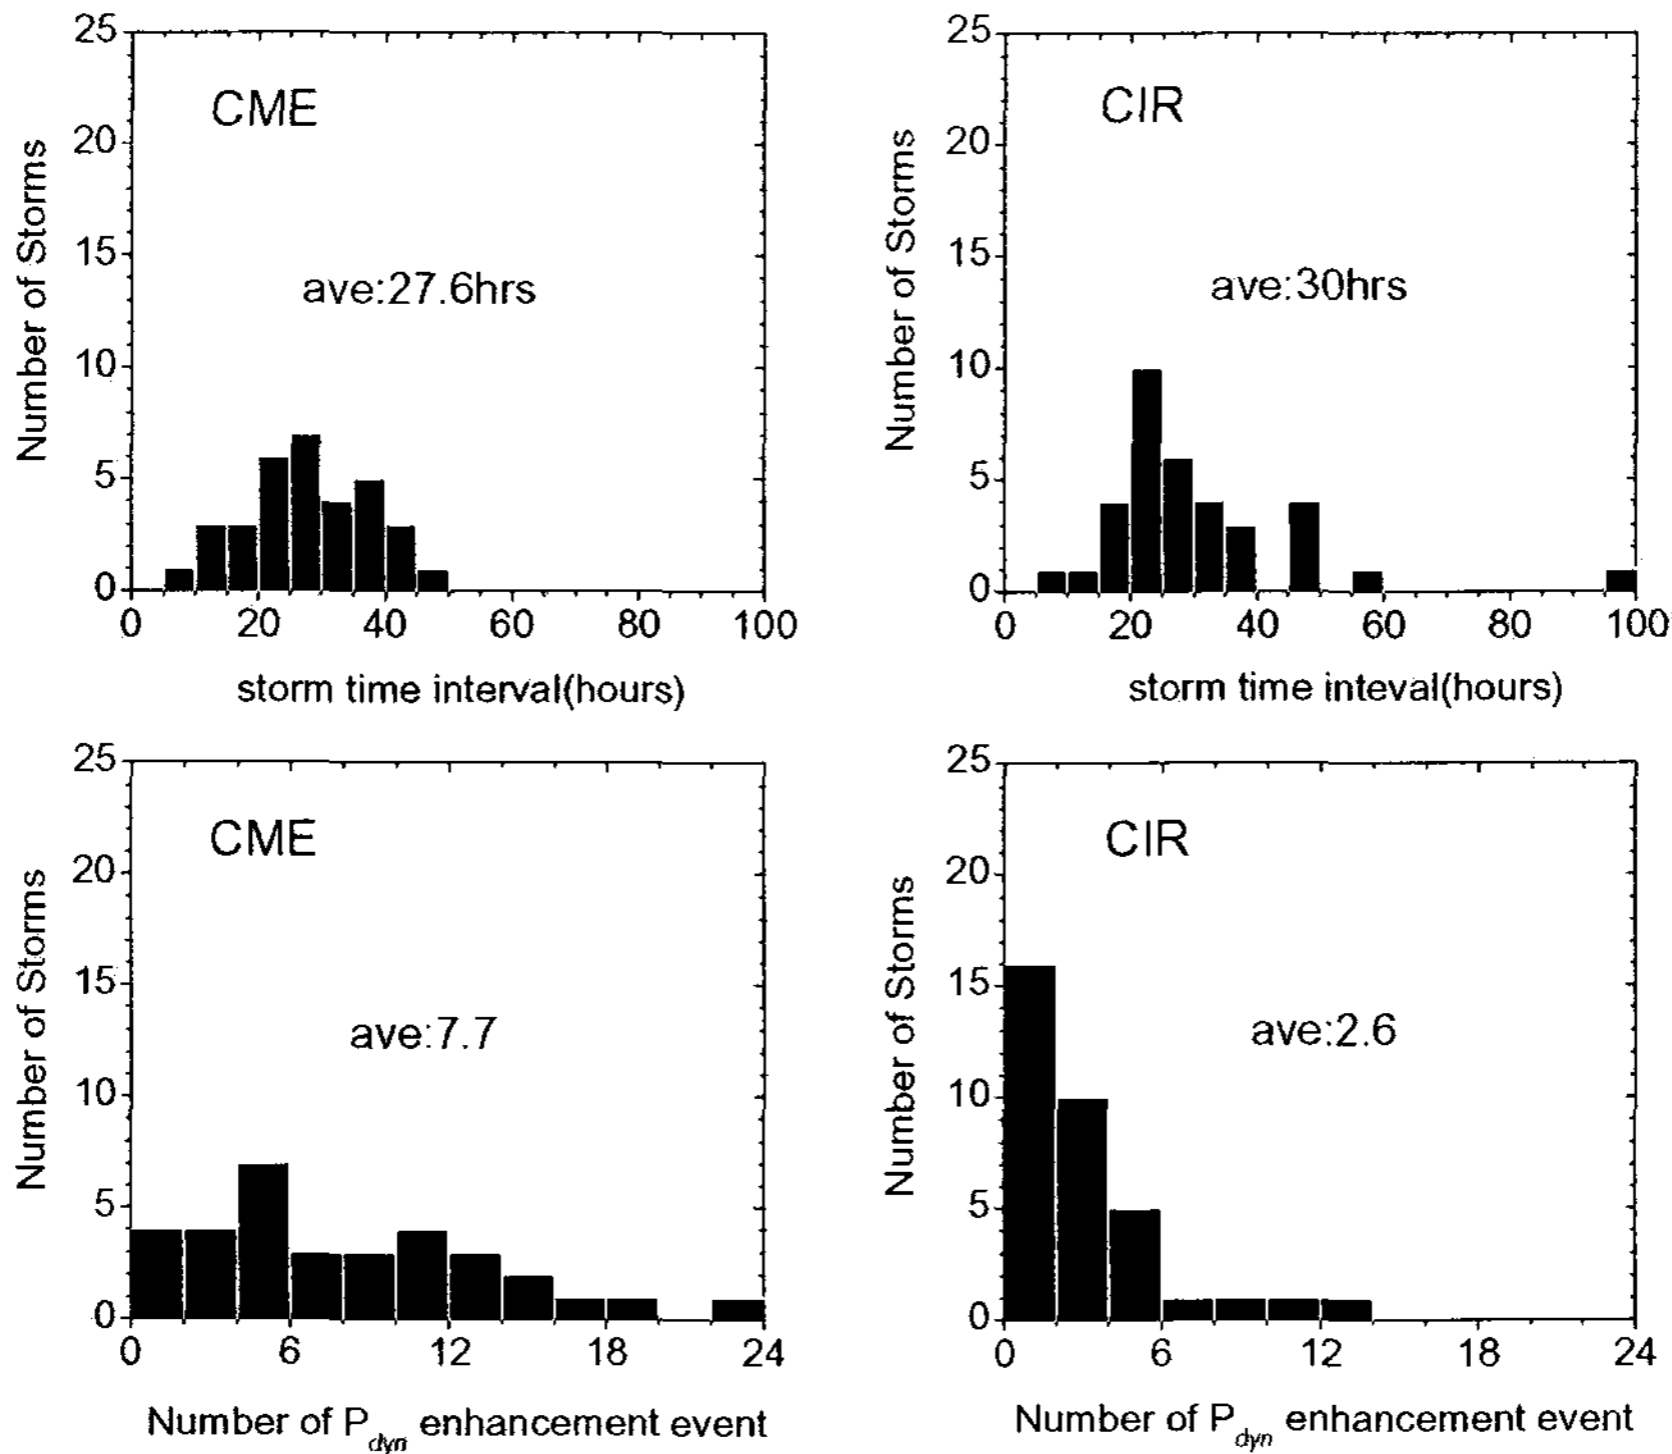 25
20
15
10
5
0
Number of Storms
CME
ave:27.6hrs
0 20 40 60 80 100
storm time interval(hours)
25
20
15
10
5
0
Number of Storms
CIR
ave:30hrs
0 20 40 60 80 100
storm time inteval(hours)
25
20
15
10
5
0
Number of Storms
CME
ave:7.7
0 6 12 18 24
Number of Pdyn enhancement event
25
20
15
10
5
0
Number of Storms
CIR
ave:2.6
0 6 12 18 24
Number of Pdyn enhancement event